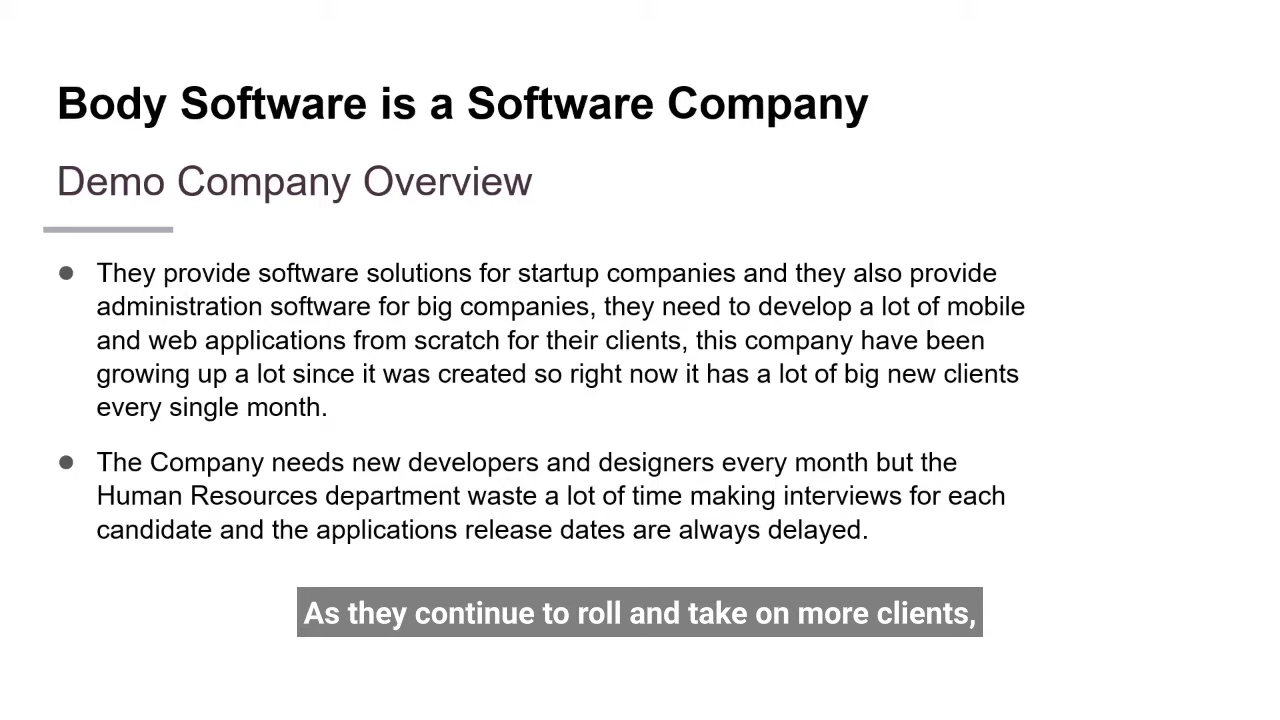 Body Software is a Software Company
Demo Company Overview
● They provide software solutions for startup companies and they also provide
administration software for big companies, they need to develop a lot of mobile
and web applications from scratch for their clients, this company have been
growing up a lot since it was created so right now it has a lot of big new clients
every single month.
● The Company needs new developers and designers every month but the
Human Resources department waste a lot of time making interviews for each
candidate and the applications release dates are always delayed.
As they continue to roll and take on more clients,